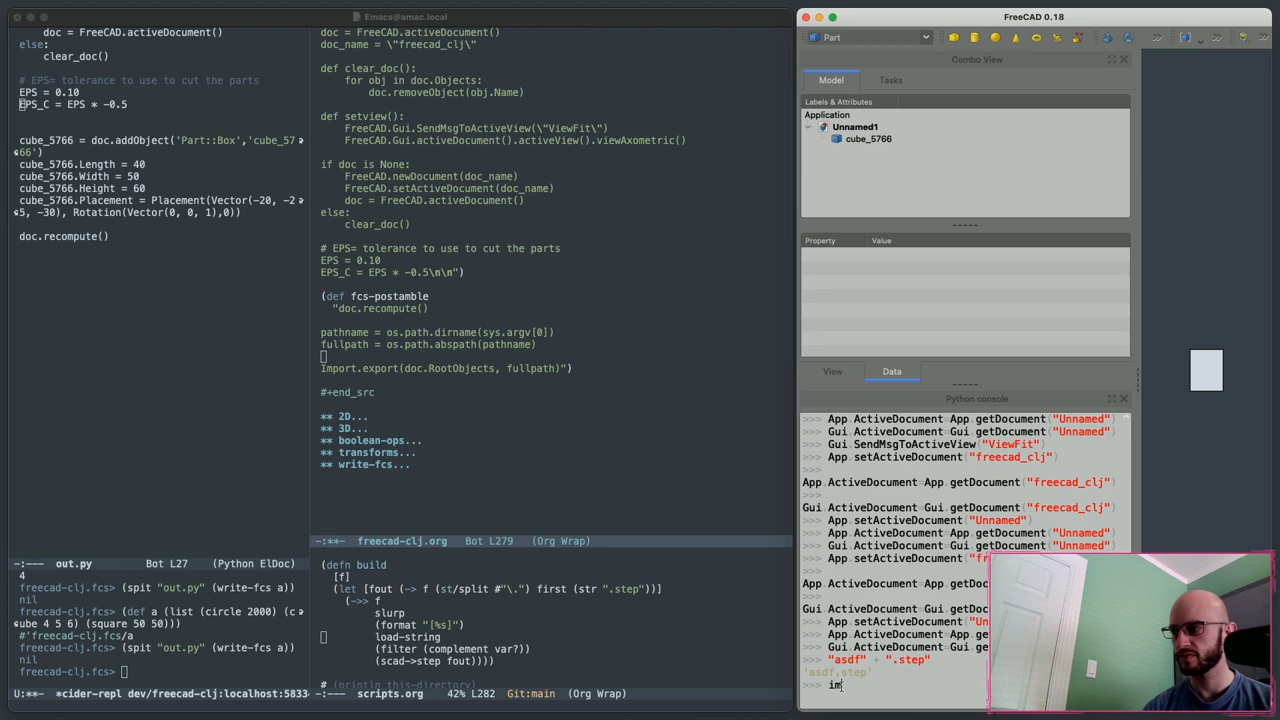 Emacs@amac.local
doc = FreeCAD.activeDocument()
else:
clear_doc()
# EPS= tolerance to use to cut the parts
EPS = 0.10
EPS_C = EPS * -0.5
cube_5766 = doc.addObject('Part::Box','cube_57
66')
cube_5766.Length = 40
cube_5766.Width = 50
cube_5766.Height = 60
cube_5766.Placement = Placement(Vector(-20, -2
5, -30), Rotation(Vector(0, 0, 1),0))
doc.recompute()
-:--- out.py Bot L27 (Python ElDoc)
4
freecad-clj.fcs> (spit "out.py" (write-fcs a))
nil
freecad-clj.fcs> (def a (list (circle 2000) (c
ube 4 5 6) (square 50 50)))
#'freecad-clj.fcs/a
freecad-clj.fcs> (spit "out.py" (write-fcs a))
nil
freecad-clj.fcs>
U:**- *cider-repl dev/freecad-clj:localhost:5833
doc = FreeCAD.activeDocument()
doc_name = \"freecad_clj\"
def clear_doc():
for obj in doc.Objects:
doc.removeObject(obj.Name)
def setview():
FreeCAD.Gui.SendMsgToActiveView(\"ViewFit\")
FreeCAD.Gui.activeDocument().activeView().viewAxometric()
if doc is None:
FreeCAD.newDocument(doc_name)
FreeCAD.setActiveDocument(doc_name)
doc = FreeCAD.activeDocument()
else:
clear_doc()
# EPS= tolerance to use to cut the parts
EPS = 0.10
EPS_C = EPS * -0.5\n\n")
(def fcs-postamble
"doc.recompute()
pathname = os.path.dirname(sys.argv[0])
fullpath = os.path.abspath(pathname)
Import.export(doc.RootObjects, fullpath)")
#+end_src
** 2D...
** 3D...
** boolean-ops...
** transforms...
** write-fcs...
-:**- freecad-clj.org Bot L279 (Org Wrap)
(defn build
[f]
(let [fout (-> f (st/split #"\.") first (str ".step"))]
(->> f
slurp
(format "[%s]")
load-string
(filter (complement var?))
(scad->step fout))))
# (println this-directory)
-:--- scripts.org 42% L282 Git:main (Org Wrap)
FreeCAD 0.18
Part
Combo View
Model Tasks
Labels & Attributes
Application
Unnamed1
cube_5766
Property Value
View Data
Python console
>>> App.ActiveDocument=App.getDocument("Unnamed")
>>> Gui.ActiveDocument=Gui.getDocument("Unnamed")
>>> Gui.SendMsgToActiveView("ViewFit")
>>> App.setActiveDocument("freecad_clj")
>>>
App.ActiveDocument=App.getDocument("freecad_clj")
>>>
Gui.ActiveDocument=Gui.getDocument("freecad_clj")
>>> App.setActiveDocument("Unnamed")
>>> App.ActiveDocument=App.getDocument("Unnamed")
>>> Gui.ActiveDocument=Gui.getDocument("Unnamed")
>>> App.setActiveDocument("fr
>>>
App.ActiveDocument=App.getDoc
>>>
Gui.ActiveDocument=Gui.getDoc
>>> App.setActiveDocument("Un
>>> App.ActiveDocument=App.ge
>>> Gui.ActiveDocument=Gui.ge
>>> "asdf" + ".step"
'asdf.step'
>>> im